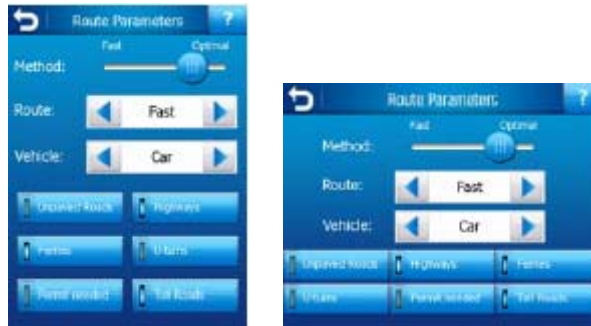 Route Parameters ?
Fast Optimal
Method:
Route: Fast
Vehicle: Car
Unpaved Roads Highways
Ferries U-turns
Permit needed Toll Roads
Route Parameters ?
Fast Optimal
Method:
Route: Fast
Vehicle: Car
Unpaved Roads Highways Ferries
U-turns Permit needed Toll Roads